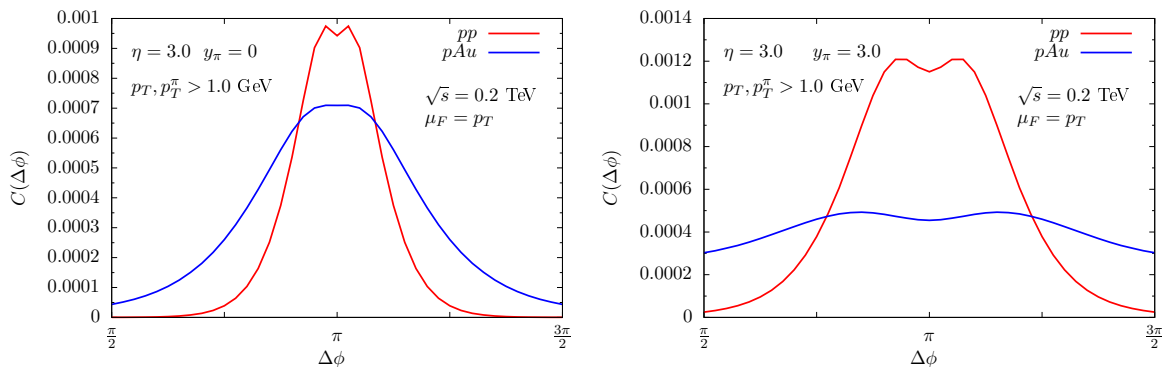 0.001
0.0009
0.0008
0.0007
0.0006
0.0005
0.0004
0.0003
0.0002
0.0001
0
C(Δφ)
η = 3.0 y_π = 0
p_T, p_T^π > 1.0 GeV
pp
pAu
√s = 0.2 TeV
μ_F = p_T
π/2
π
3π/2
Δφ
0.0014
0.0012
0.001
0.0008
0.0006
0.0004
0.0002
0
C(Δφ)
η = 3.0 y_π = 3.0
p_T, p_T^π > 1.0 GeV
pp
pAu
√s = 0.2 TeV
μ_F = p_T
π/2
π
3π/2
Δφ